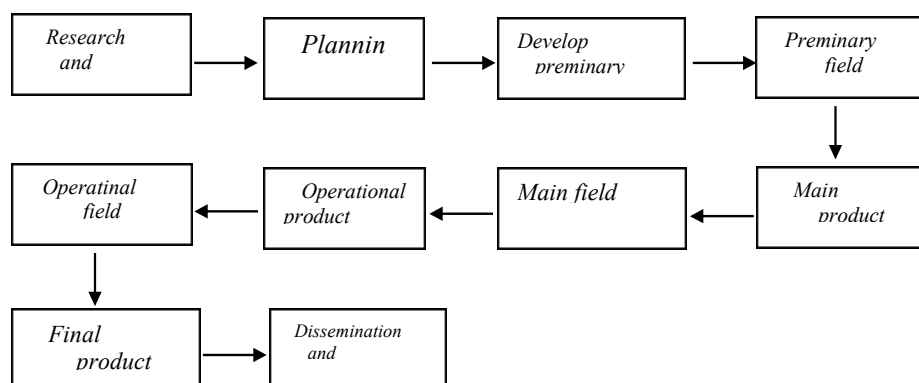 Research
and
Plannin
Develop
preminary
Preminary
field
Main
product
Main field
Operational
product
Operatinal
field
Final
product
Dissemination
and